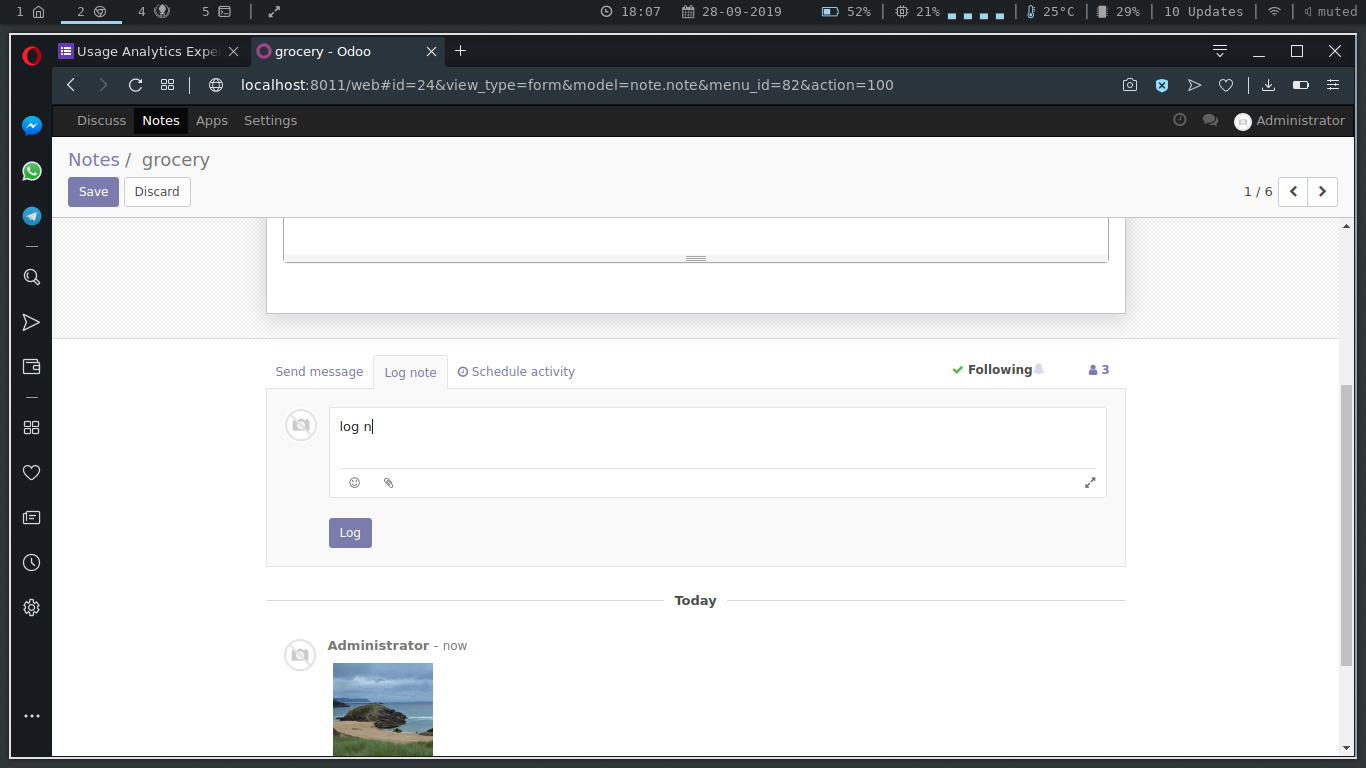 1 2 4 5 18:07 28-09-2019 52% 21% 25°C 29% 10 Updates muted
Usage Analytics Expe grocery - Odoo
localhost:8011/web#id=24&view_type=form&model=note.note&menu_id=82&action=100
Discuss Notes Apps Settings Administrator
Notes / grocery
Save Discard 1 / 6
Send message Log note Schedule activity Following 3
log n
Log
Today
Administrator - now